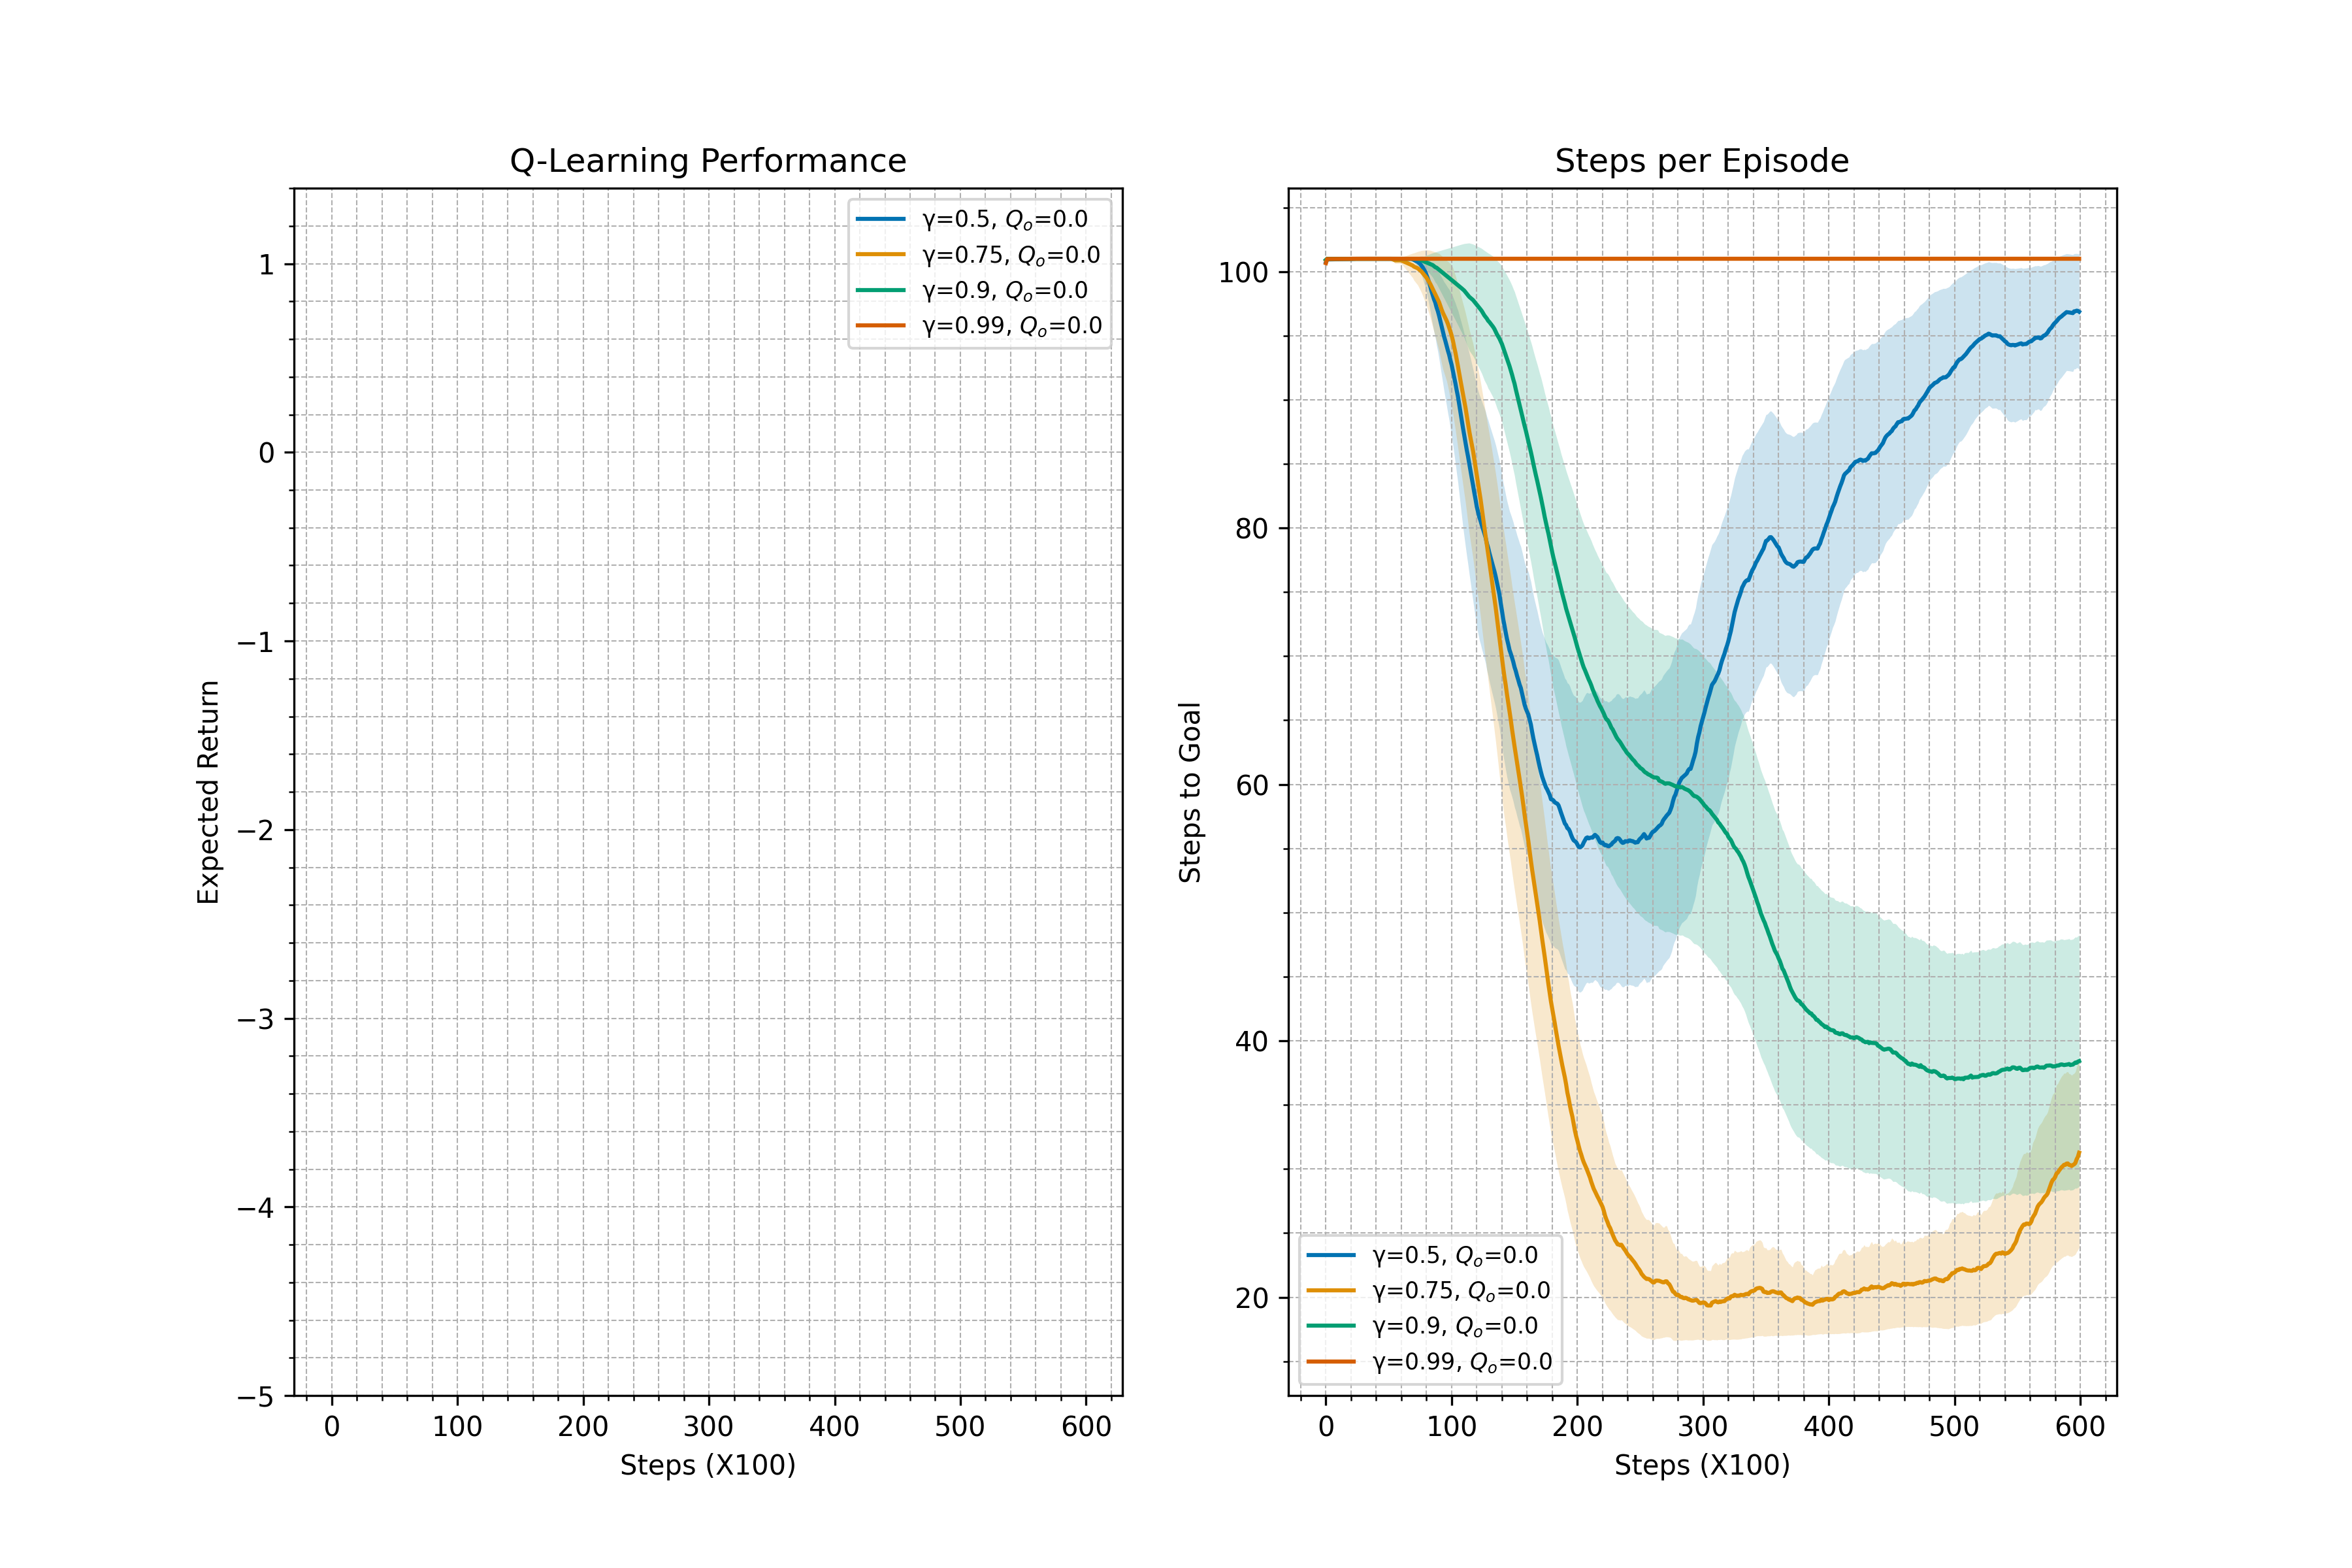 Q-Learning Performance
Expected Return
1
0
−1
−2
−3
−4
−5
0 100 200 300 400 500 600
Steps (X100)
γ=0.5, Qo=0.0
γ=0.75, Qo=0.0
γ=0.9, Qo=0.0
γ=0.99, Qo=0.0
Steps per Episode
Steps to Goal
100
80
60
40
20
0 100 200 300 400 500 600
Steps (X100)
γ=0.5, Qo=0.0
γ=0.75, Qo=0.0
γ=0.9, Qo=0.0
γ=0.99, Qo=0.0